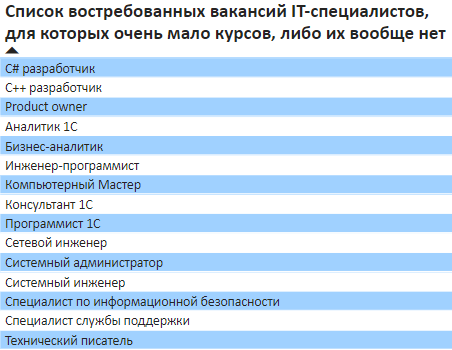 Список востребованных вакансий IT-специалистов,
для которых очень мало курсов, либо их вообще нет
C# разработчик
C++ разработчик
Product owner
Аналитик 1С
Бизнес-аналитик
Инженер-программист
Компьютерный Мастер
Консультант 1С
Программист 1С
Сетевой инженер
Системный администратор
Системный инженер
Специалист по информационной безопасности
Специалист службы поддержки
Технический писатель